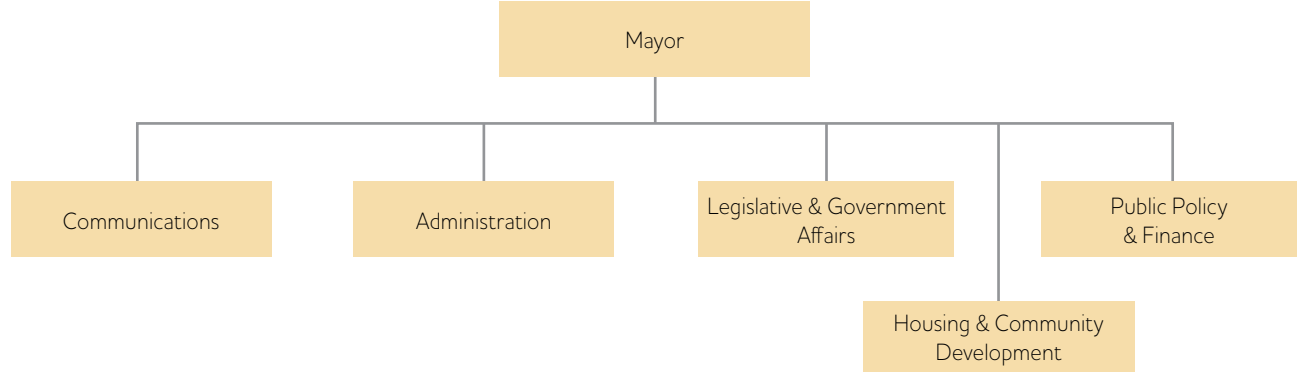 Mayor
Communications
Administration
Legislative & Government
Affairs
Public Policy
& Finance
Housing & Community
Development